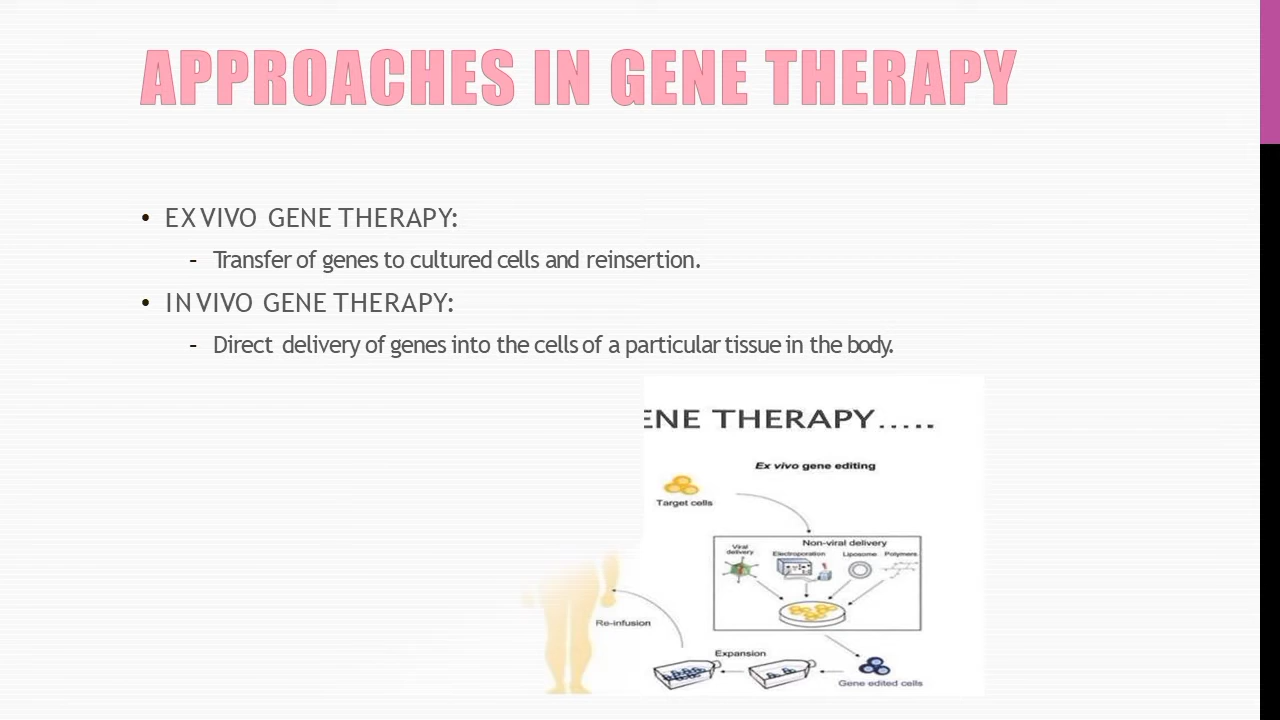 APPROACHES IN GENE THERAPY
• EX VIVO GENE THERAPY:
– Transfer of genes to cultured cells and reinsertion.
• IN VIVO GENE THERAPY:
– Direct delivery of genes into the cells of a particular tissue in the body.
ENE THERAPY.....
Ex vivo gene editing
Target cells
Non-viral delivery
Viral
delivery
Electroporation
Liposome
Polymers
Re-infusion
Expansion
Gene edited cells